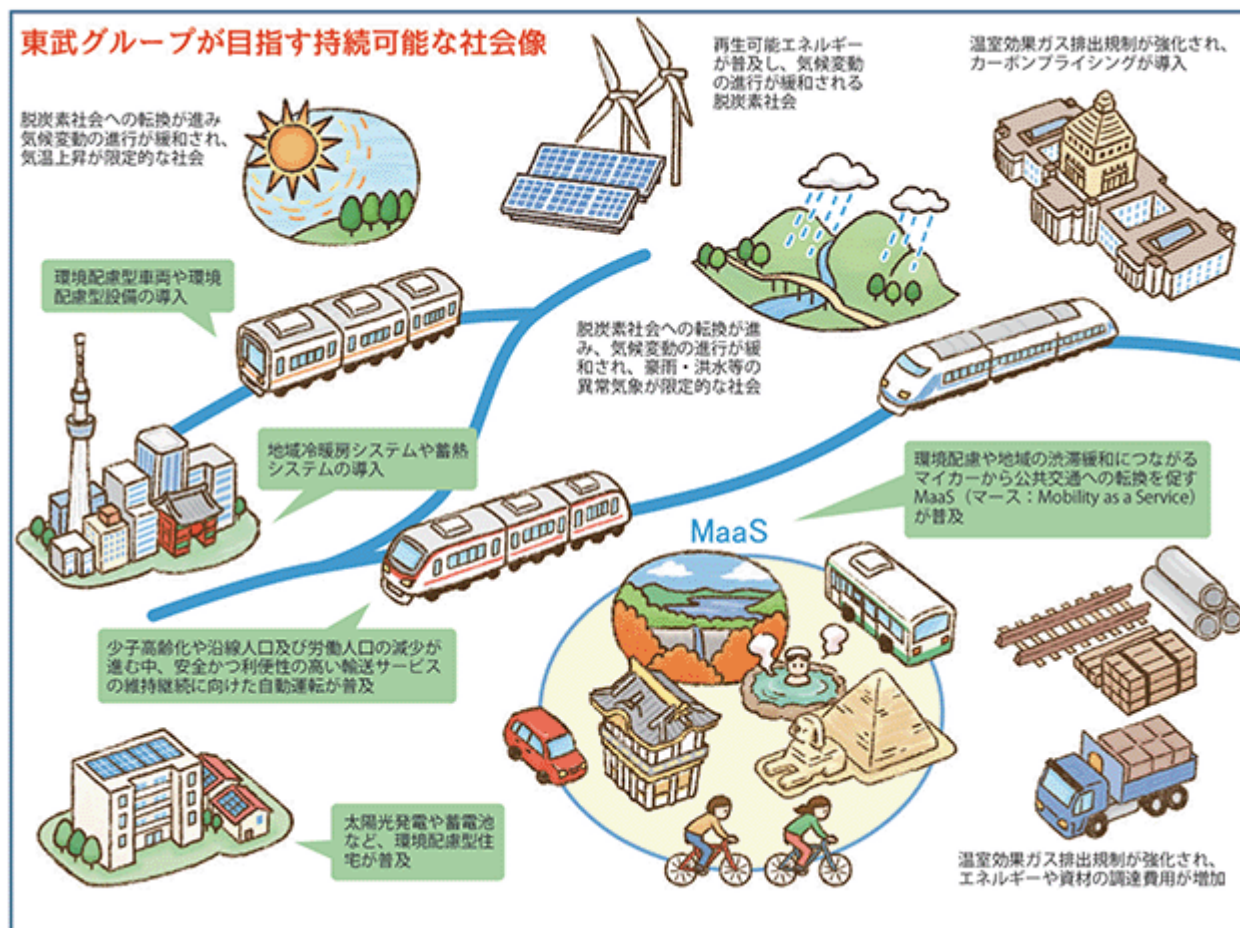 東武グループが目指す持続可能な社会像
脱炭素社会への転換が進み
気候変動の進行が緩和され、
気温上昇が限定的な社会
再生可能エネルギー
が普及し、気候変動
の進行が緩和される
脱炭素社会
温室効果ガス排出規制が強化され、
カーボンプライシングが導入
環境配慮型車両や環境
配慮型設備の導入
脱炭素社会への転換が進
み、気候変動の進行が緩
和され、豪雨・洪水等の
異常気象が限定的な社会
地域冷暖房システムや蓄熱
システムの導入
環境配慮や地域の渋滞緩和につながる
マイカーから公共交通への転換を促す
MaaS（マース：Mobility as a Service）
が普及
MaaS
少子高齢化や沿線人口及び労働人口の減少が
進む中、安全かつ利便性の高い輸送サービス
の維持継続に向けた自動運転が普及
太陽光発電や蓄電池
など、環境配慮型住
宅が普及
温室効果ガス排出規制が強化され、
エネルギーや資材の調達費用が増加